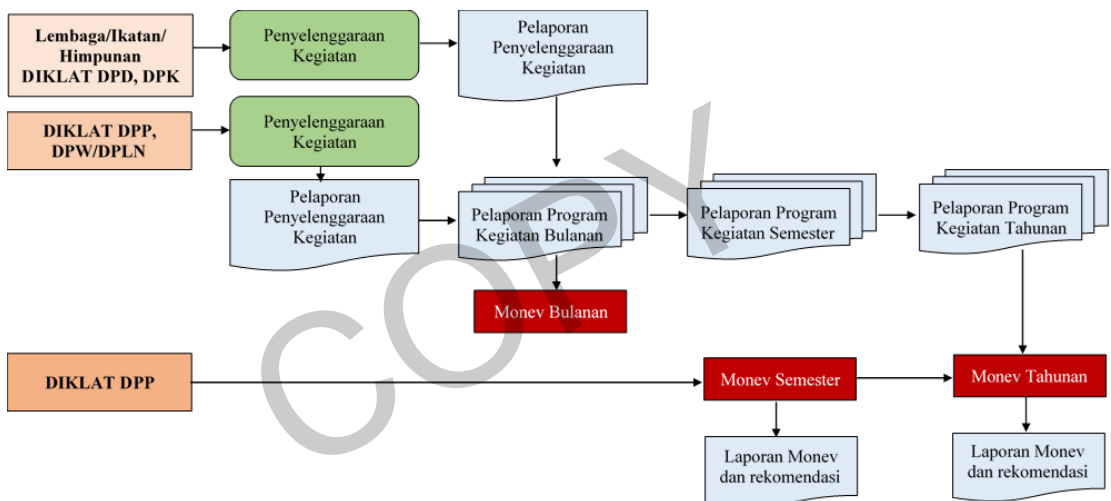 Lembaga/Ikatan/
Himpunan
DIKLAT DPD, DPK
Penyelenggaraan
Kegiatan
Pelaporan
Penyelenggaraan
Kegiatan
DIKLAT DPP,
DPW/DPLN
Penyelenggaraan
Kegiatan
Pelaporan
Penyelenggaraan
Kegiatan
Pelaporan Program
Kegiatan Bulanan
Pelaporan Program
Kegiatan Semester
Pelaporan Program
Kegiatan Tahunan
Monev Bulanan
DIKLAT DPP
Monev Semester
Monev Tahunan
Laporan Monev
dan rekomendasi
Laporan Monev
dan rekomendasi
COPY